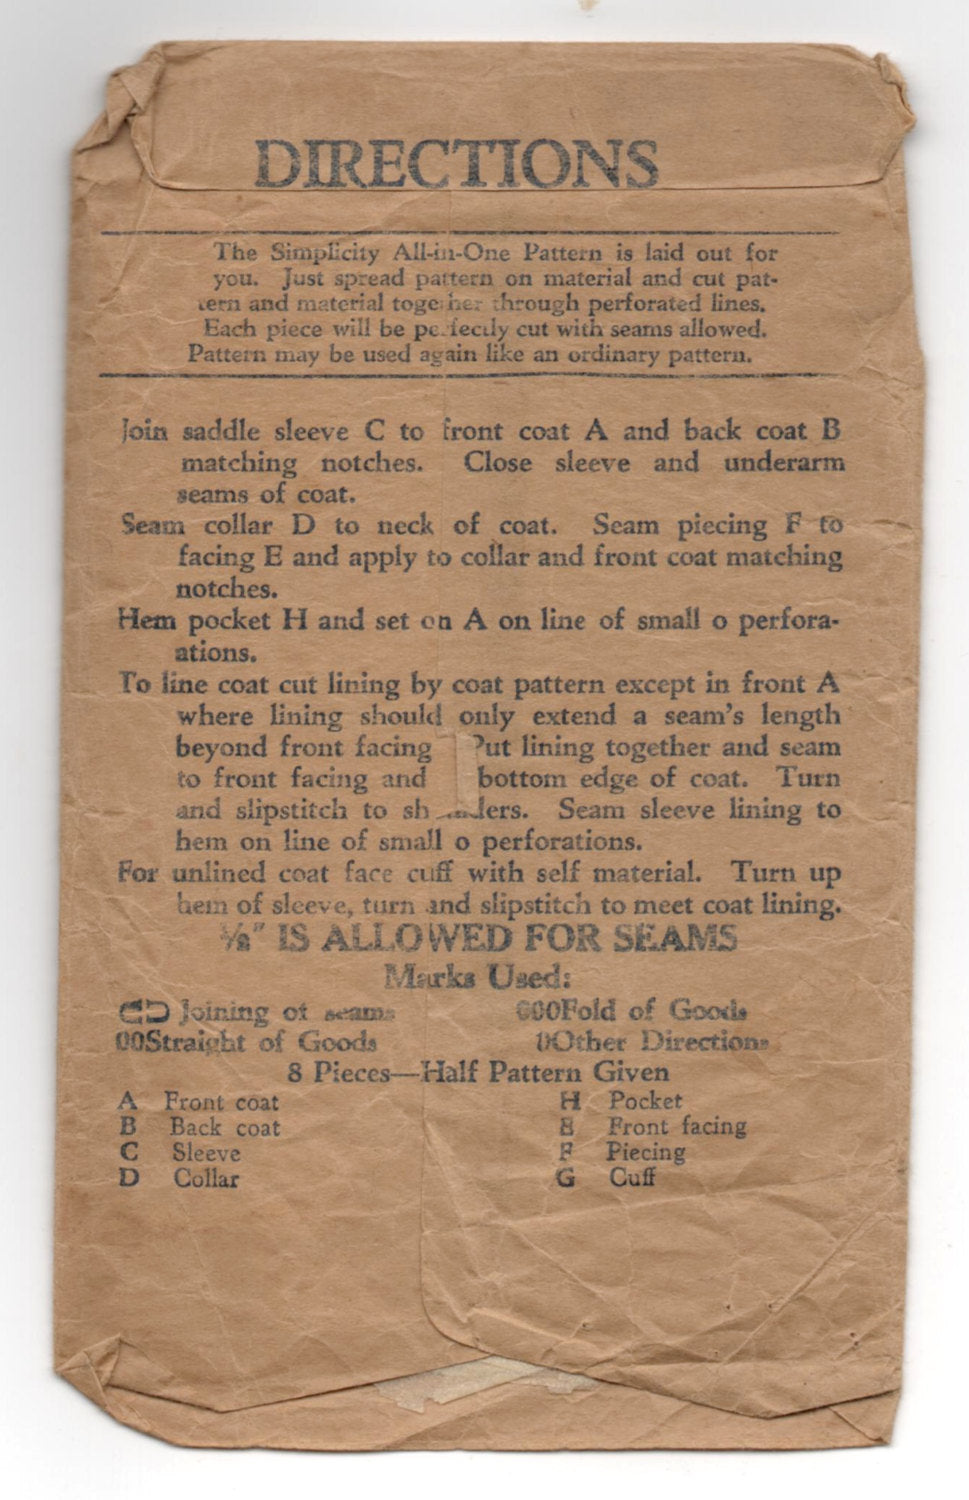 DIRECTIONS
The Simplicity All-in-One Pattern is laid out for
you. Just spread pattern on material and cut pat-
tern and material together through perforated lines.
Each piece will be perfectly cut with seams allowed.
Pattern may be used again like an ordinary pattern.
Join saddle sleeve C to front coat A and back coat B
matching notches. Close sleeve and underarm
seams of coat.
Seam collar D to neck of coat. Seam piecing F to
facing E and apply to collar and front coat matching
notches.
Hem pocket H and set on A on line of small o perfora-
ations.
To line coat cut lining by coat pattern except in front A
where lining should only extend a seam's length
beyond front facing Put lining together and seam
to front facing and bottom edge of coat. Turn
and slipstitch to shoulders. Seam sleeve lining to
hem on line of small o perforations.
For unlined coat face cuff with self material. Turn up
hem of sleeve, turn and slipstitch to meet coat lining.
IS ALLOWED FOR SEAMS
Marks Used:
Joining of seams 000Fold of Goods
00Straight of Goods 0Other Directions
8 Pieces—Half Pattern Given
A Front coat H Pocket
B Back coat E Front facing
C Sleeve F Piecing
D Collar G Cuff